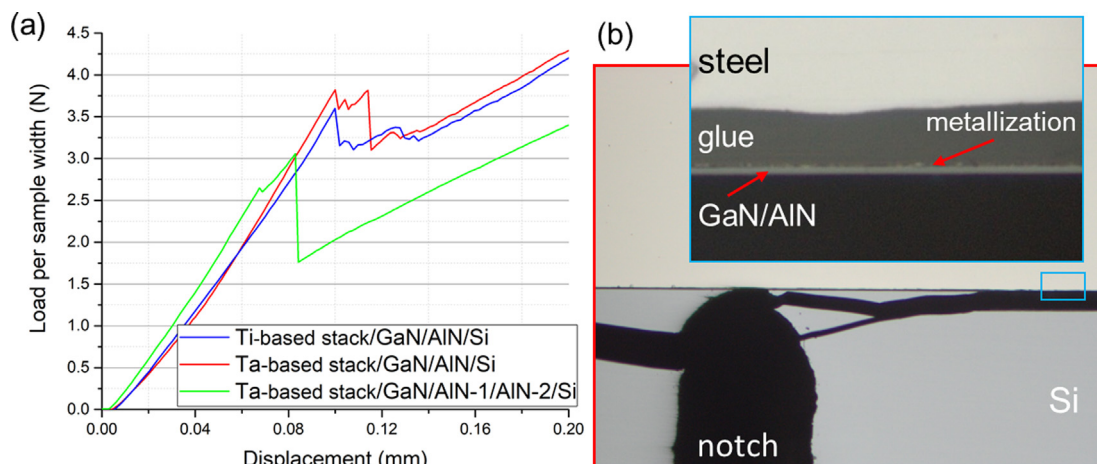 (a)
4.5
4.0
3.5
3.0
2.5
2.0
1.5
1.0
0.5
0.0
Load per sample width (N)
Ti-based stack/GaN/AlN/Si
Ta-based stack/GaN/AlN/Si
Ta-based stack/GaN/AlN-1/AlN-2/Si
0.00 0.04 0.08 0.12 0.16 0.20
Displacement (mm)
(b)
steel
glue
metallization
GaN/AlN
Si
notch